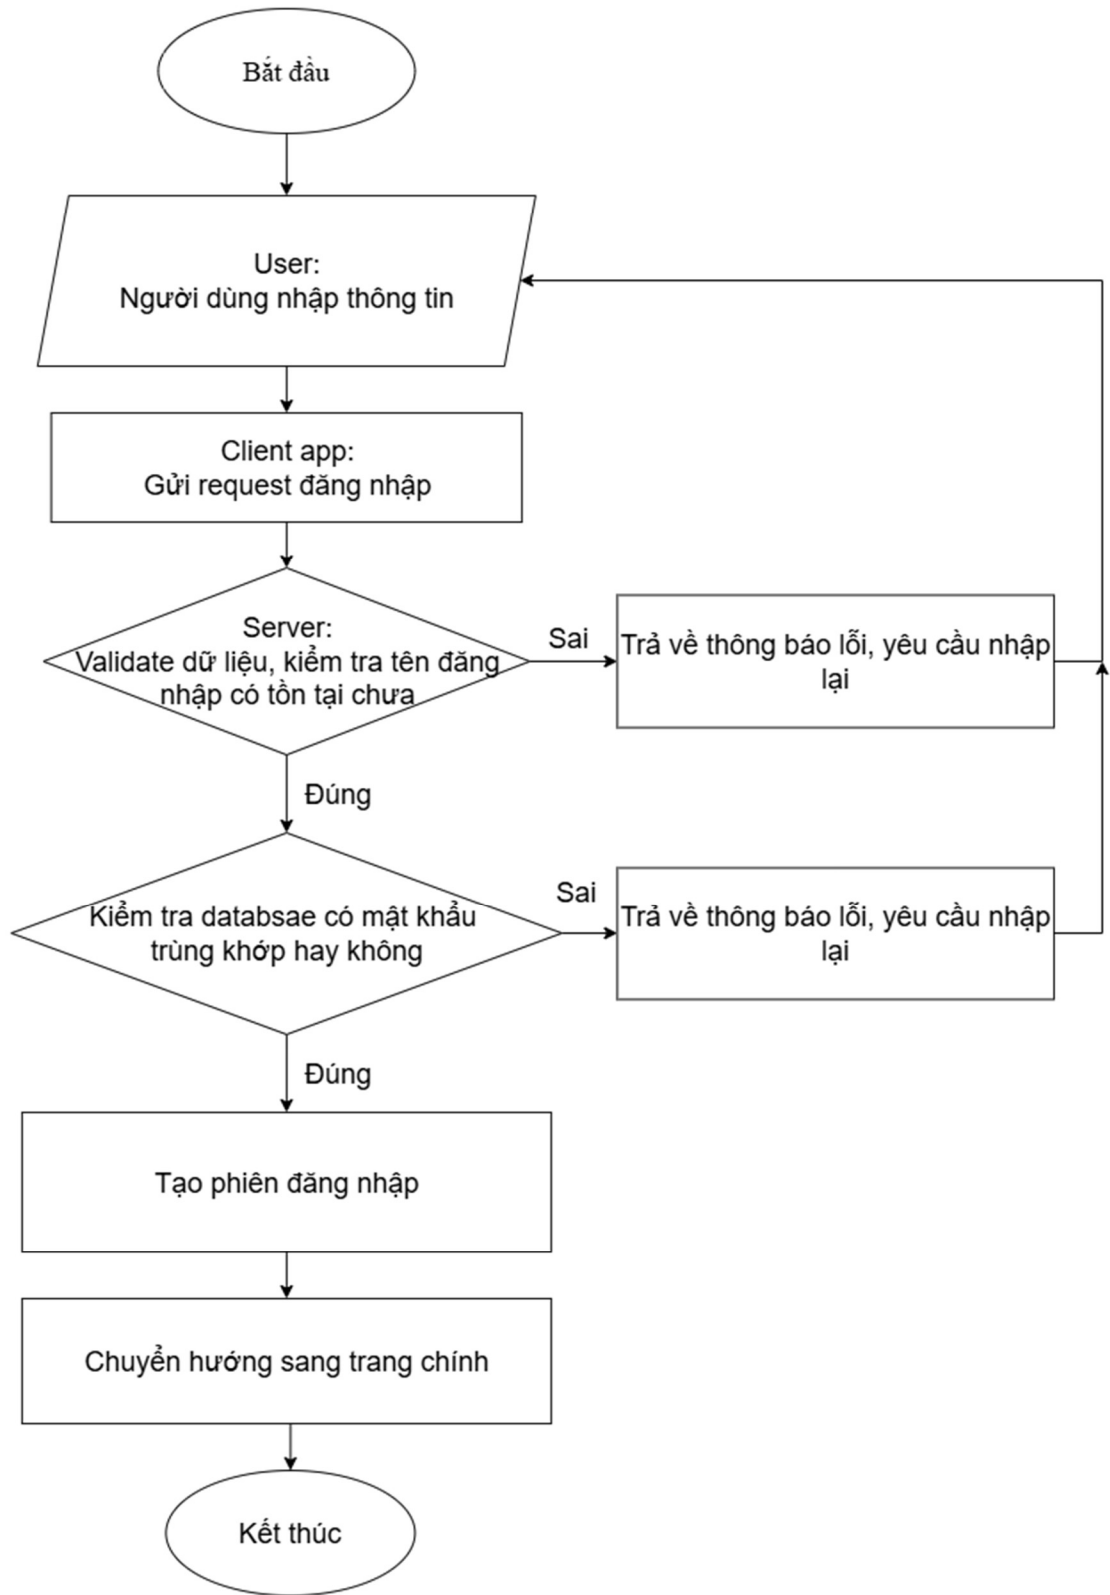 Bắt đầu
User:
Người dùng nhập thông tin
Client app:
Gửi request đăng nhập
Server:
Validate dữ liệu, kiểm tra tên đăng
nhập có tồn tại chưa
Sai
Trả về thông báo lỗi, yêu cầu nhập
lại
Đúng
Kiểm tra databsae có mật khẩu
trùng khớp hay không
Sai
Trả về thông báo lỗi, yêu cầu nhập
lại
Đúng
Tạo phiên đăng nhập
Chuyển hướng sang trang chính
Kết thúc